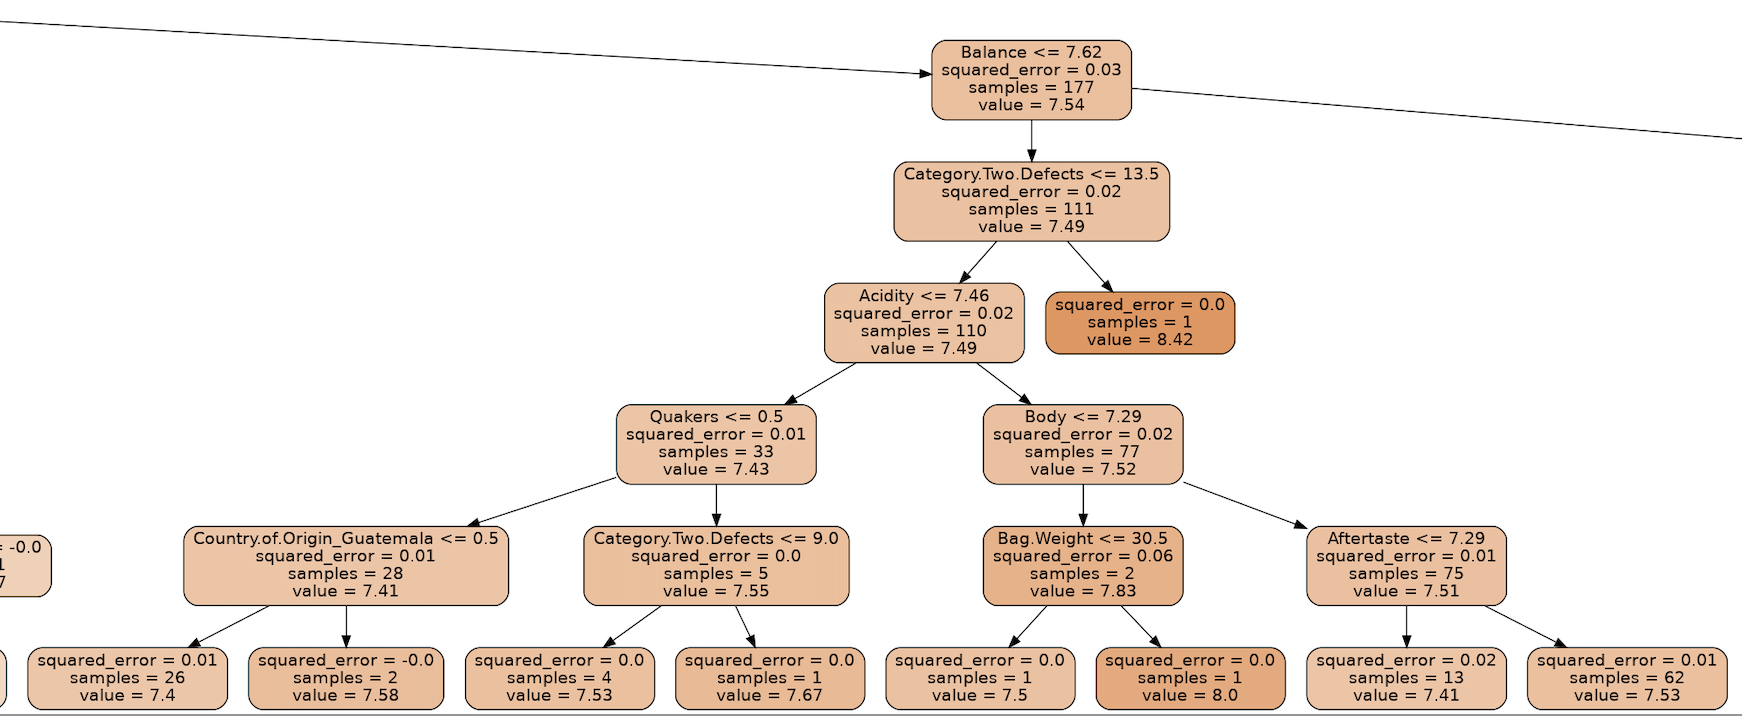 Balance <= 7.62
squared_error = 0.03
samples = 177
value = 7.54
Category.Two.Defects <= 13.5
squared_error = 0.02
samples = 111
value = 7.49
Acidity <= 7.46
squared_error = 0.02
samples = 110
value = 7.49
squared_error = 0.0
samples = 1
value = 8.42
Quakers <= 0.5
squared_error = 0.01
samples = 33
value = 7.43
Body <= 7.29
squared_error = 0.02
samples = 77
value = 7.52
= -0.0
1
7
Country.of.Origin_Guatemala <= 0.5
squared_error = 0.01
samples = 28
value = 7.41
Category.Two.Defects <= 9.0
squared_error = 0.0
samples = 5
value = 7.55
Bag.Weight <= 30.5
squared_error = 0.06
samples = 2
value = 7.83
Aftertaste <= 7.29
squared_error = 0.01
samples = 75
value = 7.51
squared_error = 0.01
samples = 26
value = 7.4
squared_error = -0.0
samples = 2
value = 7.58
squared_error = 0.0
samples = 4
value = 7.53
squared_error = 0.0
samples = 1
value = 7.67
squared_error = 0.0
samples = 1
value = 7.5
squared_error = 0.0
samples = 1
value = 8.0
squared_error = 0.02
samples = 13
value = 7.41
squared_error = 0.01
samples = 62
value = 7.53